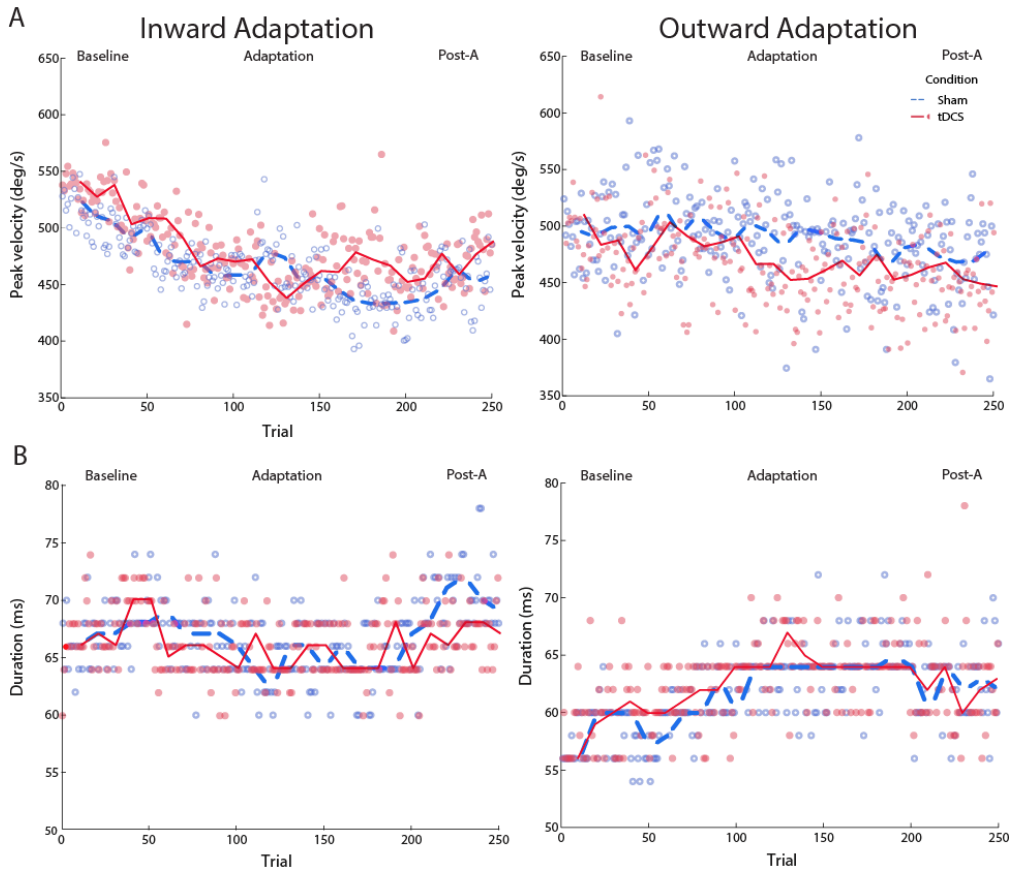 A
Inward Adaptation
Outward Adaptation
Baseline
Adaptation
Post-A
Baseline
Adaptation
Post-A
Condition
Sham
tDCS
Peak velocity (deg/s)
650
600
550
500
450
400
350
0
50
100
150
200
250
Trial
Peak velocity (deg/s)
650
600
550
500
450
400
350
0
50
100
150
200
250
B
Baseline
Adaptation
Post-A
Baseline
Adaptation
Post-A
Duration (ms)
80
75
70
65
60
55
50
0
50
100
150
200
250
Trial
Duration (ms)
80
75
70
65
60
55
50
0
50
100
150
200
250
Trial